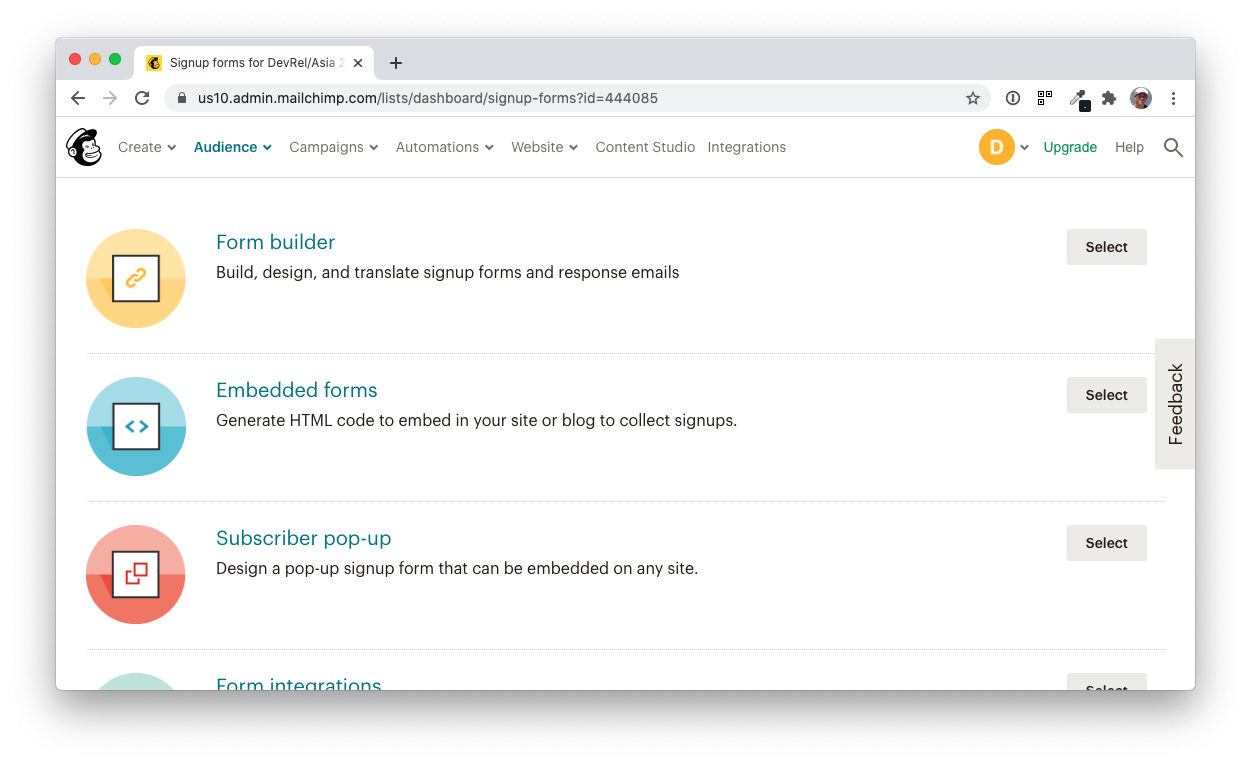 Signup forms for DevRel/Asia 2
us10.admin.mailchimp.com/lists/dashboard/signup-forms?id=444085
Create Audience Campaigns Automations Website Content Studio Integrations D Upgrade Help
Form builder
Select
Build, design, and translate signup forms and response emails
Embedded forms
Select
Generate HTML code to embed in your site or blog to collect signups.
Feedback
Subscriber pop-up
Select
Design a pop-up signup form that can be embedded on any site.
Form integrations
Select